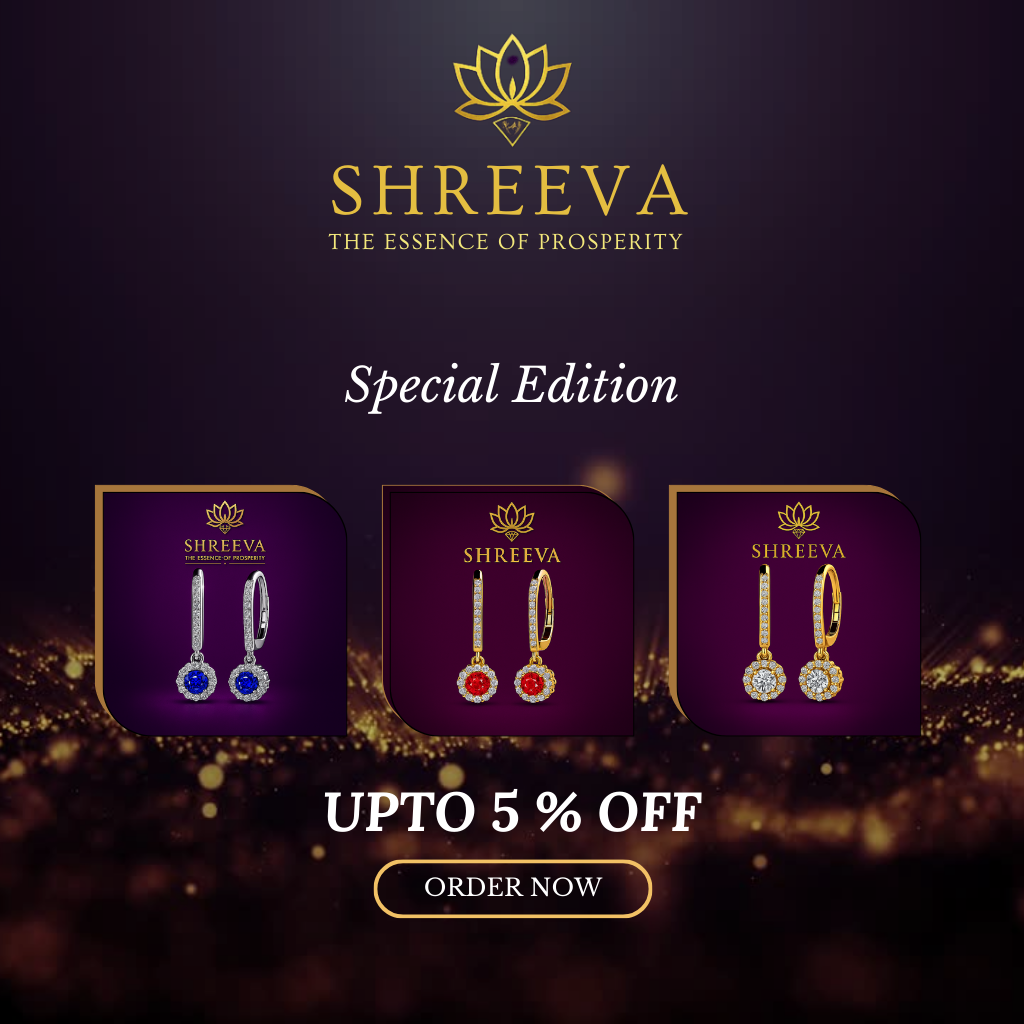 SHREEVA
THE ESSENCE OF PROSPERITY
Special Edition
SHREEVA
THE ESSENCE OF PROSPERITY
SHREEVA
SHREEVA
UPTO 5 % OFF
ORDER NOW